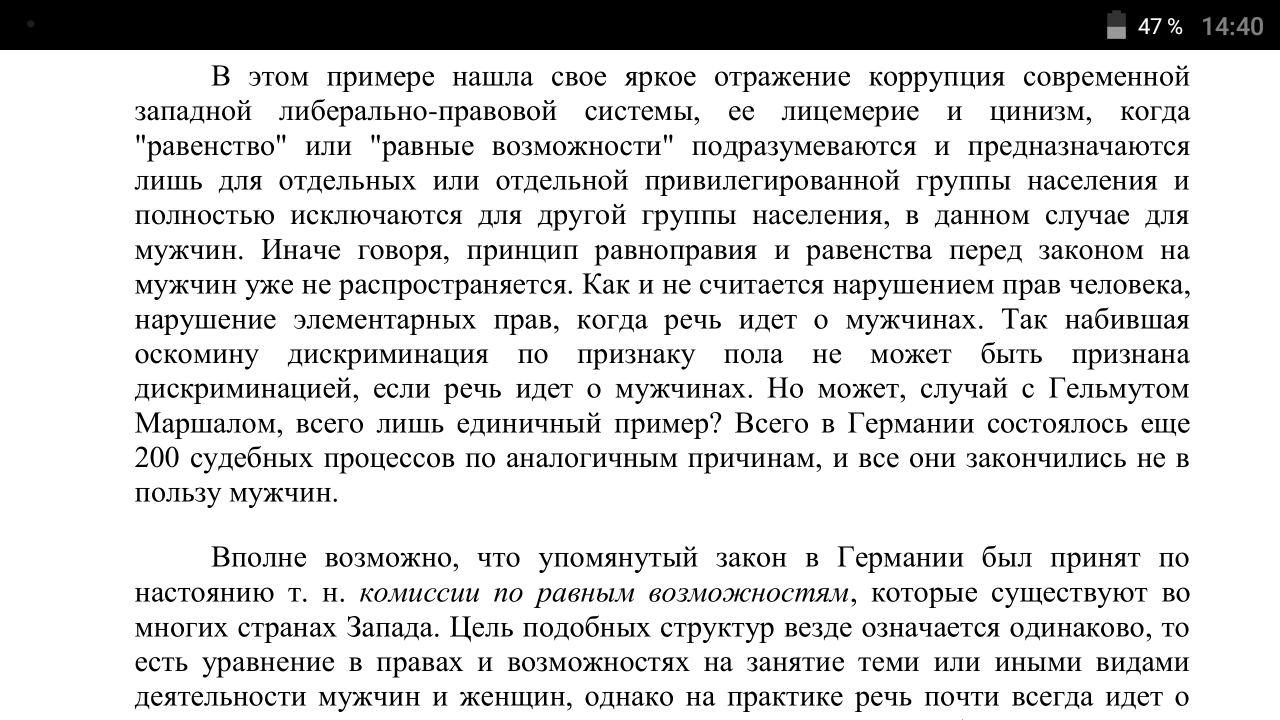 47 % 14:40
В этом примере нашла свое яркое отражение коррупция современной
западной либерально-правовой системы, ее лицемерие и цинизм, когда
"равенство" или "равные возможности" подразумеваются и предназначаются
лишь для отдельных или отдельной привилегированной группы населения и
полностью исключаются для другой группы населения, в данном случае для
мужчин. Иначе говоря, принцип равноправия и равенства перед законом на
мужчин уже не распространяется. Как и не считается нарушением прав человека,
нарушение элементарных прав, когда речь идет о мужчинах. Так набившая
оскомину дискриминация по признаку пола не может быть признана
дискриминацией, если речь идет о мужчинах. Но может, случай с Гельмутом
Маршалом, всего лишь единичный пример? Всего в Германии состоялось еще
200 судебных процессов по аналогичным причинам, и все они закончились не в
пользу мужчин.
Вполне возможно, что упомянутый закон в Германии был принят по
настоянию т. н. комиссии по равным возможностям, которые существуют во
многих странах Запада. Цель подобных структур везде означается одинаково, то
есть уравнение в правах и возможностях на занятие теми или иными видами
деятельности мужчин и женщин, однако на практике речь почти всегда идет о